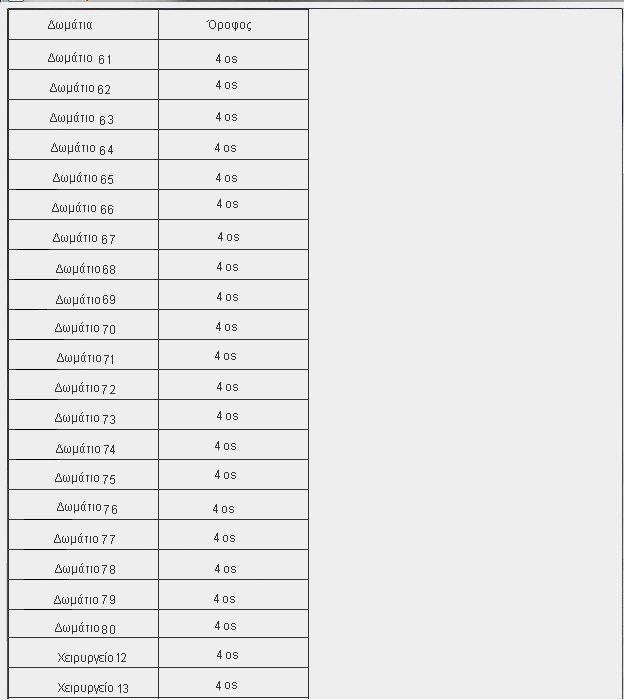 Δωμάτια Όροφος
Δωμάτιο 61 4 os
Δωμάτιο 62 4 os
Δωμάτιο 63 4 os
Δωμάτιο 64 4 os
Δωμάτιο 65 4 os
Δωμάτιο 66 4 os
Δωμάτιο 67 4 os
Δωμάτιο 68 4 os
Δωμάτιο 69 4 os
Δωμάτιο 70 4 os
Δωμάτιο 71 4 os
Δωμάτιο 72 4 os
Δωμάτιο 73 4 os
Δωμάτιο 74 4 os
Δωμάτιο 75 4 os
Δωμάτιο 76 4 os
Δωμάτιο 77 4 os
Δωμάτιο 78 4 os
Δωμάτιο 79 4 os
Δωμάτιο 80 4 os
Χειρυργείο 12 4 os
Χειρυργείο 13 4 os